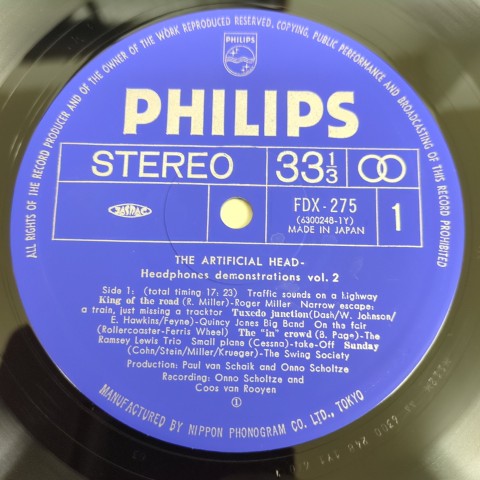 ALL RIGHTS OF THE RECORD PRODUCER AND OF THE OWNER OF THE WORK REPRODUCED RESERVED, COPYING, PUBLIC PERFORMANCE AND BROADCASTING OF THIS RECORD PROHIBITED
PHILIPS
PHILIPS
STEREO
33 1/3
FDX-275
(6300248-1Y)
MADE IN JAPAN
1
THE ARTIFICIAL HEAD-
Headphones demonstrations vol. 2
Side 1: (total timing 17: 23) Traffic sounds on a highway
King of the road (R. Miller)-Roger Miller Narrow escape:
a train, just missing a tracktor Tuxedo junction(Dash/W. Johnson/
E. Hawkins/Feyne)-Quincy Jones Big Band On the fair
(Rollercoaster-Ferris Wheel) The "in" crowd (B. Page)-The
Ramsey Lewis Trio Small plane (Cessna)-take-Off Sunday
(Cohn/Stein/Miller/Krueger)-The Swing Society
Production: Paul van Schaik and Onno Scholtze
Recording: Onno Scholtze and
Coos van Rooyen
①
MANUFACTURED BY NIPPON PHONOGRAM CO. LTD., TOKYO